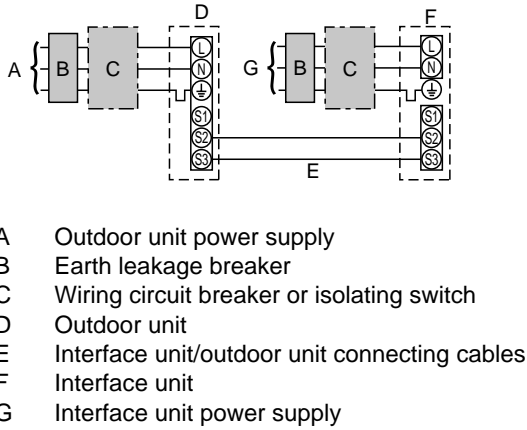 D F
A B C L G B C L
N N
S1 S1
S2 S2
S3 S3
E
A Outdoor unit power supply
B Earth leakage breaker
C Wiring circuit breaker or isolating switch
D Outdoor unit
E Interface unit/outdoor unit connecting cables
F Interface unit
G Interface unit power supply